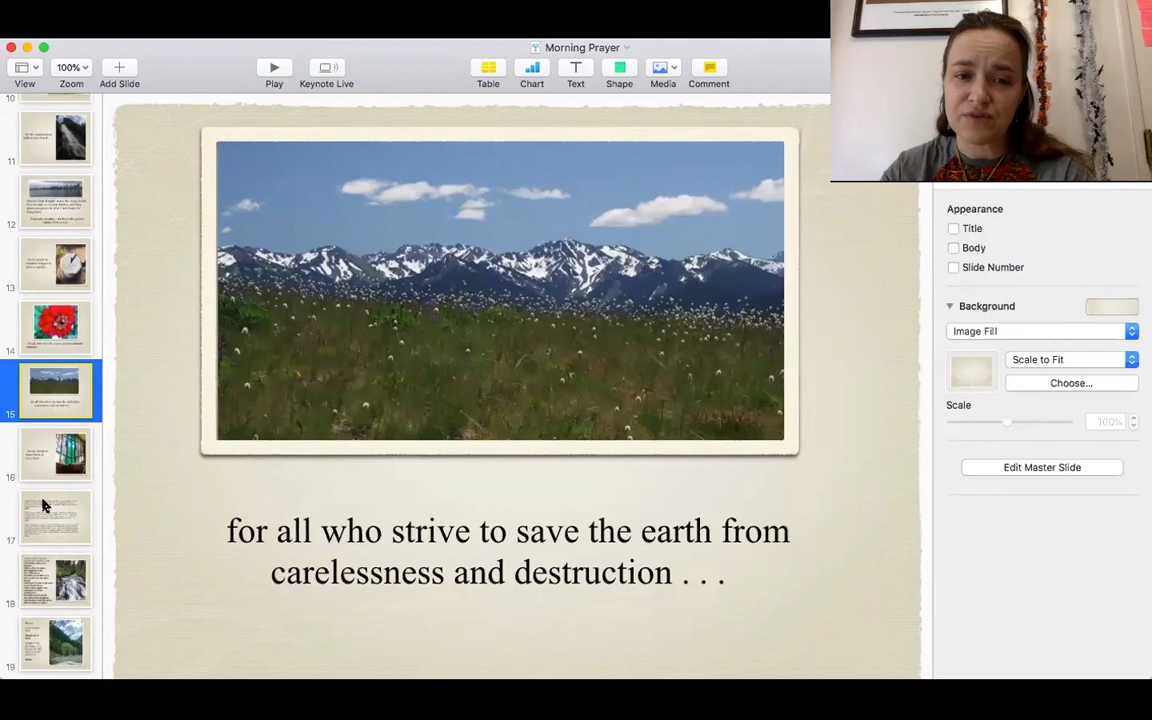 Morning Prayer
100%
View
Zoom
Add Slide
Play
Keynote Live
Table
Chart
Text
Shape
Media
Comment
10
11
12
13
14
15
16
17
18
19
for all who strive to save the earth from
carelessness and destruction . . .
Appearance
Title
Body
Slide Number
Background
Image Fill
Scale to Fit
Choose...
Scale
100%
Edit Master Slide